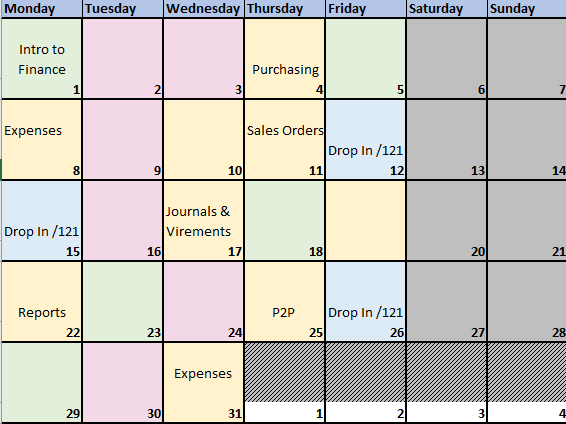 Monday Tuesday Wednesday Thursday Friday Saturday Sunday
Intro to
Finance
Purchasing
1 2 3 4 5 6 7
Expenses
Sales Orders
Drop In /121
8 9 10 11 12 13 14
Journals &
Drop In /121
Virements
15 16 17 18 20 21
Reports
P2P
Drop In /121
22 23 24 25 26 27 28
Expenses
29 30 31 1 2 3 4